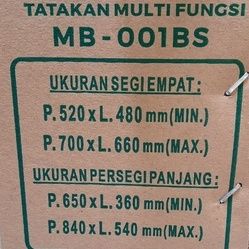 TATAKAN MULTI FUNGSI
MB - 001BS
UKURAN SEGI EMPAT :
P. 520 x L. 480 mm (MIN.)
P. 700 x L. 660 mm (MAX.)
UKURAN PERSEGI PANJANG :
P. 650 x L. 360 mm (MIN.)
P. 840 x L. 540 mm (MAX.)